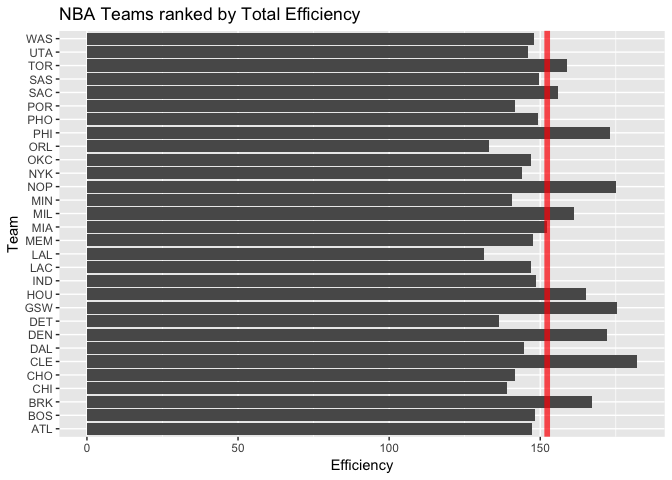 NBA Teams ranked by Total Efficiency
WAS
UTA
TOR
SAS
SAC
POR
PHO
PHI
ORL
OKC
NYK
NOP
MIN
MIL
MIA
MEM
LAL
LAC
IND
HOU
GSW
DET
DEN
DAL
CLE
CHO
CHI
BRK
BOS
ATL
Team
0 50 100 150
Efficiency